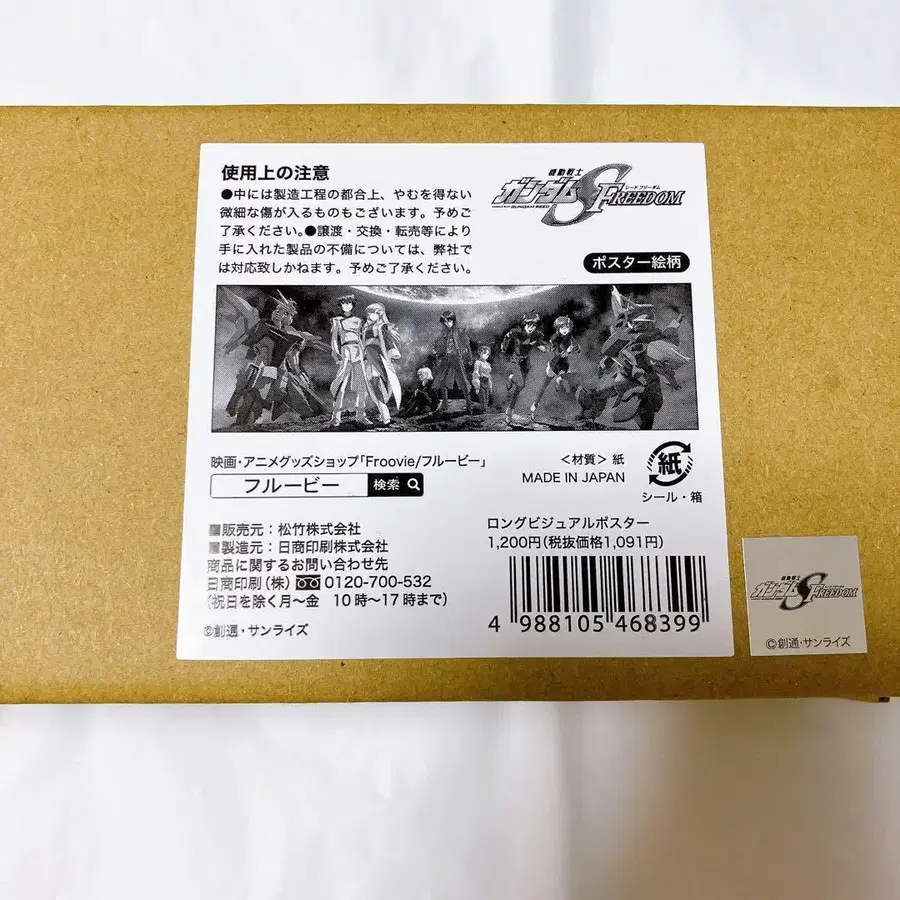 使用上の注意
●中には製造工程の都合上、やむを得ない
微細な傷が入るものもございます。予めご
了承ください。●譲渡・交換・転売等により
手に入れた製品の不備については、弊社で
は対応致しかねます。予めご了承ください。
機動戦士
ガンダムSEED FREEDOM
シードフリーダム
ポスター絵柄
映画・アニメグッズショップ「Froovie/フルービー」
フルービー 検索
＜材質＞ 紙
MADE IN JAPAN
紙
シール・箱
■販売元：松竹株式会社
■製造元：日商印刷株式会社
商品に関するお問い合わせ先
日商印刷（株） 0120-700-532
（祝日を除く月～金 10時～17時まで）
©創通・サンライズ
ロングビジュアルポスター
1,200円（税抜価格1,091円）
4 988105 468399
機動戦士
ガンダムSEED FREEDOM
©創通・サンライズ